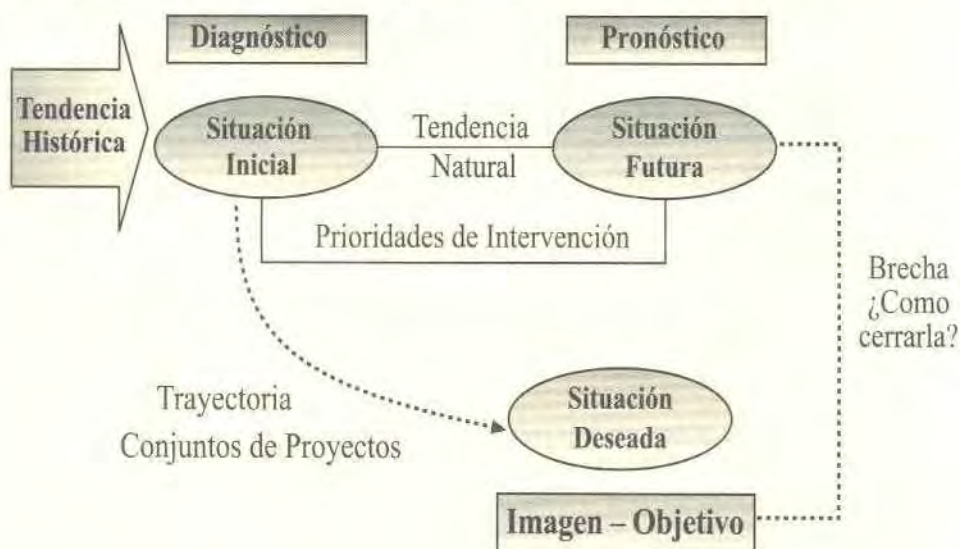 Diagnóstico
Pronóstico
Tendencia
Histórica
Situación
Inicial
Tendencia
Natural
Situación
Futura
Prioridades de Intervención
Brecha
¿Como
cerrarla?
Trayectoria
Conjuntos de Proyectos
Situación
Deseada
Imagen – Objetivo